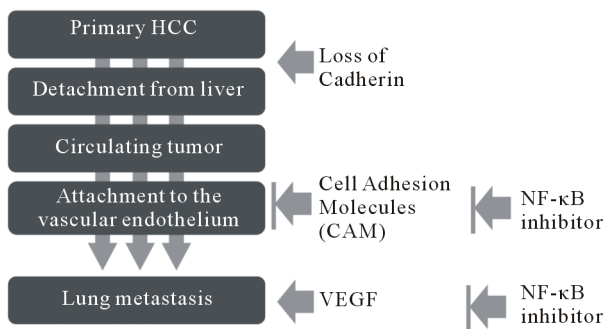 Primary HCC
Loss of
Cadherin
Detachment from liver
Circulating tumor
Attachment to the
vascular endothelium
Cell Adhesion
Molecules
(CAM)
NF-κB
inhibitor
Lung metastasis
VEGF
NF-κB
inhibitor